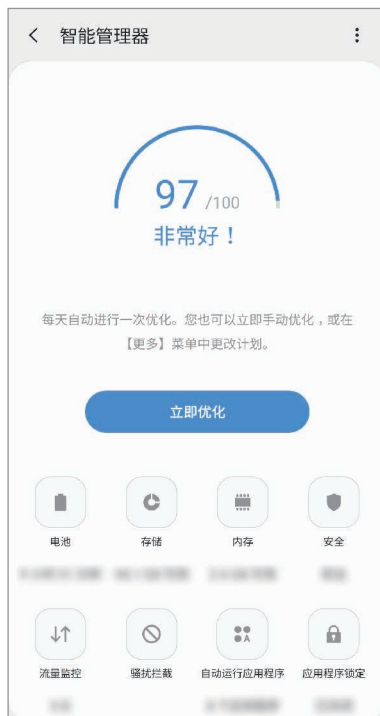 智能管理器
97 /100
非常好！
每天自动进行一次优化。您也可以立即手动优化，或在
【更多】菜单中更改计划。
立即优化
电池 存储 内存 安全
流量监控 骚扰拦截 自动运行应用程序 应用程序锁定